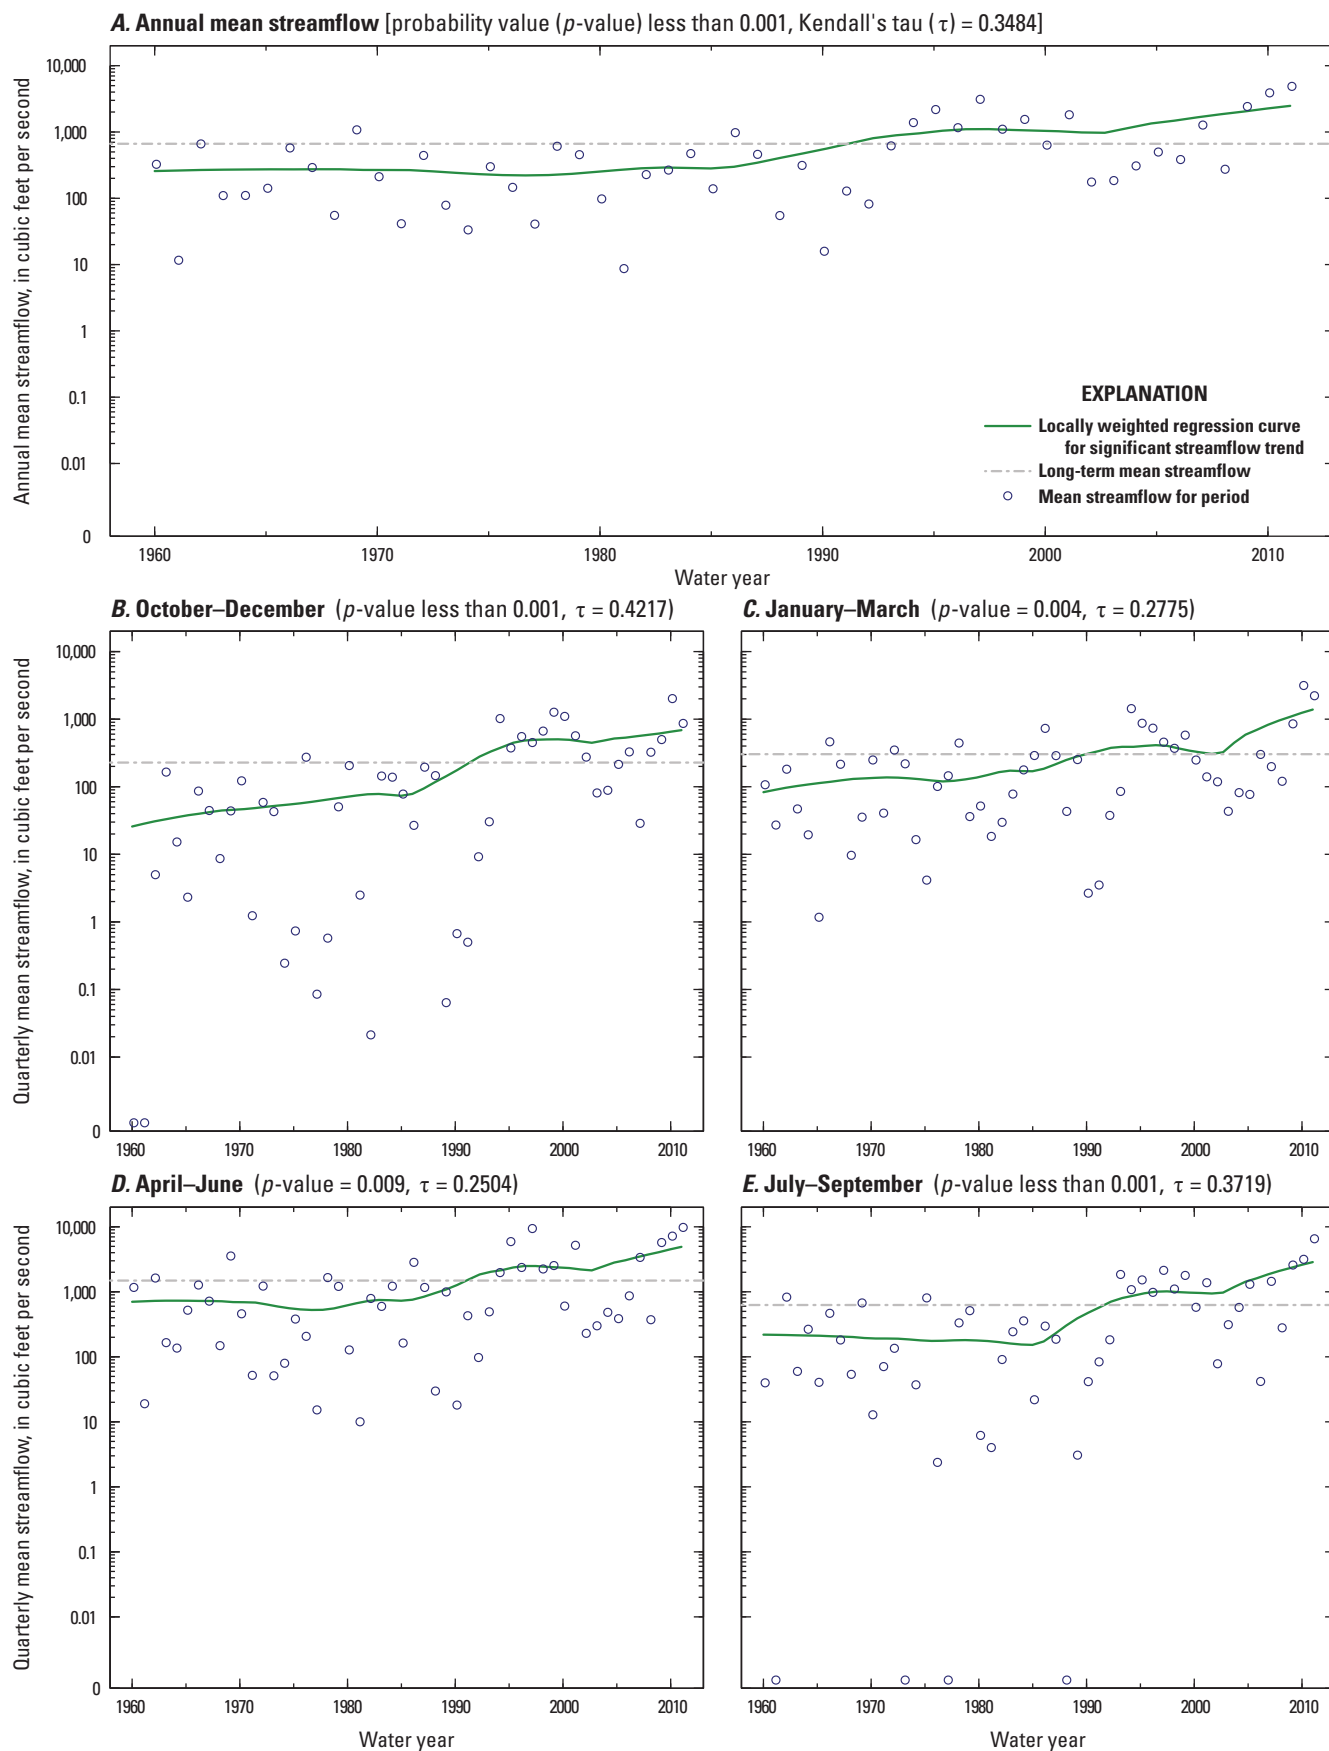 A. Annual mean streamflow [probability value (p-value) less than 0.001, Kendall's tau (τ) = 0.3484]
Annual mean streamflow, in cubic feet per second
10,000
1,000
100
10
1
0.1
0.01
0
EXPLANATION
Locally weighted regression curve
for significant streamflow trend
Long-term mean streamflow
Mean streamflow for period
1960 1970 1980 1990 2000 2010
Water year
B. October–December (p-value less than 0.001, τ = 0.4217)
Quarterly mean streamflow, in cubic feet per second
10,000
1,000
100
10
1
0.1
0.01
0
1960 1970 1980 1990 2000 2010
C. January–March (p-value = 0.004, τ = 0.2775)
1960 1970 1980 1990 2000 2010
D. April–June (p-value = 0.009, τ = 0.2504)
Quarterly mean streamflow, in cubic feet per second
10,000
1,000
100
10
1
0.1
0.01
0
1960 1970 1980 1990 2000 2010
Water year
E. July–September (p-value less than 0.001, τ = 0.3719)
1960 1970 1980 1990 2000 2010
Water year